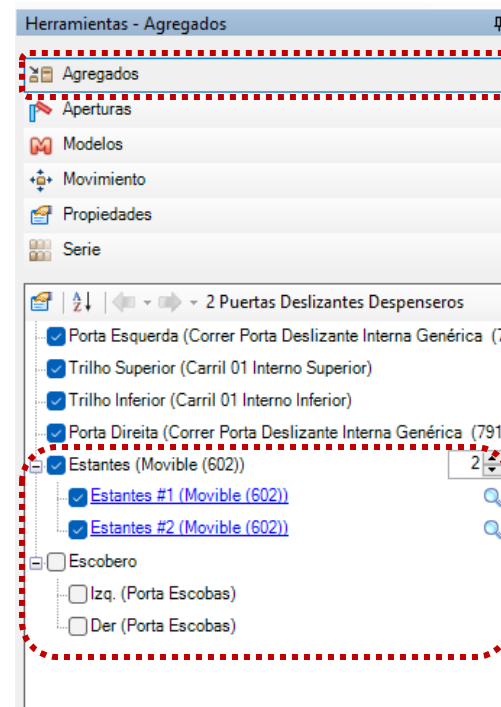 Herramientas - Agregados
Agregados
Aperturas
Modelos
Movimiento
Propiedades
Serie
2 Puertas Deslizantes Despenseros
Porta Esquerda (Correr Porta Deslizante Interna Genérica (7
Trilho Superior (Carril 01 Interno Superior)
Trilho Inferior (Carril 01 Interno Inferior)
Porta Direita (Correr Porta Deslizante Interna Genérica (791
Estantes (Movible (602)) 2
Estantes #1 (Movible (602))
Estantes #2 (Movible (602))
Escobero
Izq. (Porta Escobas)
Der (Porta Escobas)